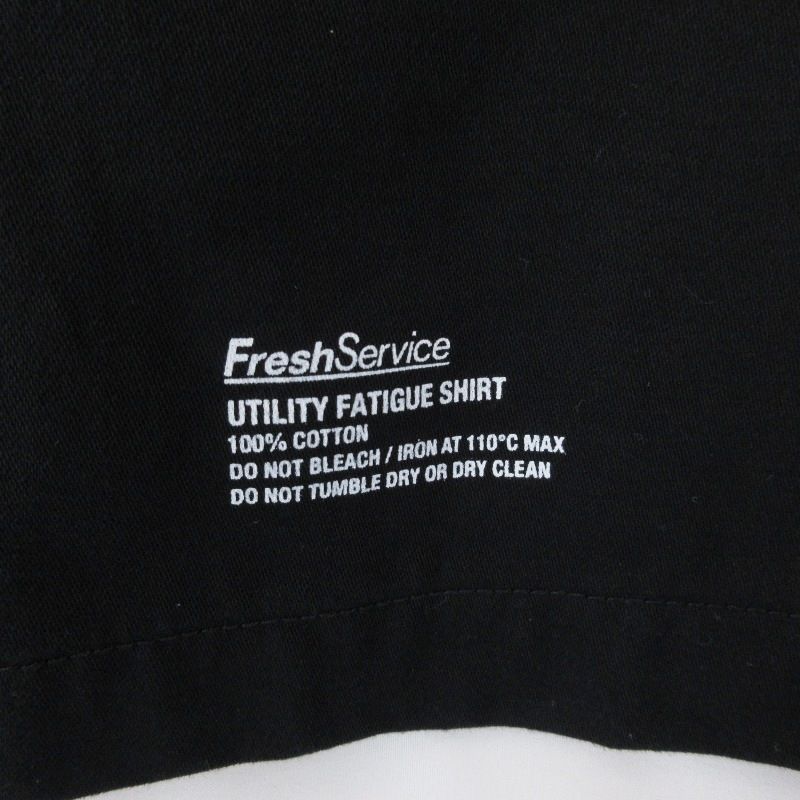 FreshService
UTILITY FATIGUE SHIRT
100% COTTON
DO NOT BLEACH / IRON AT 110°C MAX
DO NOT TUMBLE DRY OR DRY CLEAN